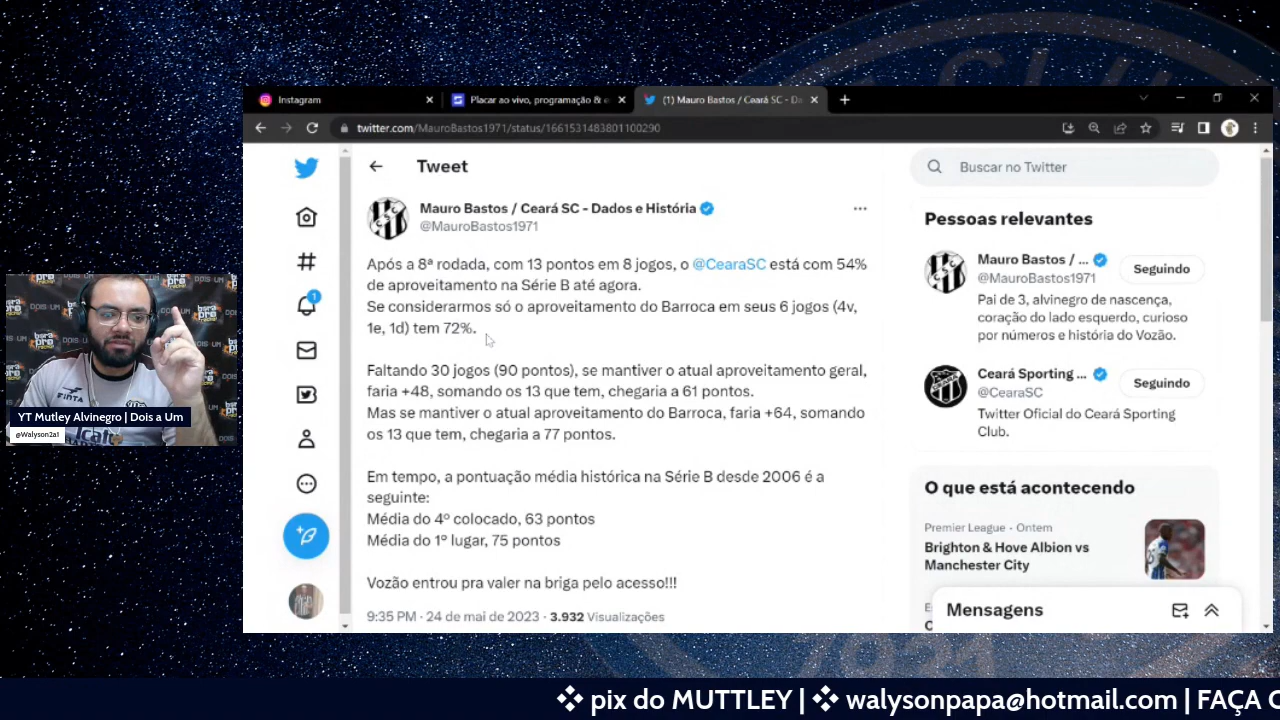 Instagram
Placar ao vivo, programação & e
(1) Mauro Bastos / Ceará SC - Da
twitter.com/MauroBastos1971/status/1661531483801100290
Tweet
Mauro Bastos / Ceará SC - Dados e História
@MauroBastos1971
Após a 8ª rodada, com 13 pontos em 8 jogos, o @CearaSC está com 54%
de aproveitamento na Série B até agora.
Se considerarmos só o aproveitamento do Barroca em seus 6 jogos (4v,
1e, 1d) tem 72%.
Faltando 30 jogos (90 pontos), se mantiver o atual aproveitamento geral,
faria +48, somando os 13 que tem, chegaria a 61 pontos.
Mas se mantiver o atual aproveitamento do Barroca, faria +64, somando
os 13 que tem, chegaria a 77 pontos.
Em tempo, a pontuação média histórica na Série B desde 2006 é a
seguinte:
Média do 4º colocado, 63 pontos
Média do 1º lugar, 75 pontos
Vozão entrou pra valer na briga pelo acesso!!!
9:35 PM · 24 de mai de 2023 · 3.932 Visualizações
1
Buscar no Twitter
Pessoas relevantes
Mauro Bastos / ...
@MauroBastos1971
Seguindo
Pai de 3, alvinegro de nascença,
coração do lado esquerdo, curioso
por números e história do Vozão.
Ceará Sporting ...
@CearaSC
Seguindo
Twitter Oficial do Ceará Sporting
Club.
O que está acontecendo
Premier League · Ontem
Brighton & Hove Albion vs
Manchester City
Mensagens
FINTA
YT Mutley Alvinegro | Dois a Um
@Walyson2a1
❖ pix do MUTTLEY | ❖ walysonpapa@hotmail.com | FAÇA